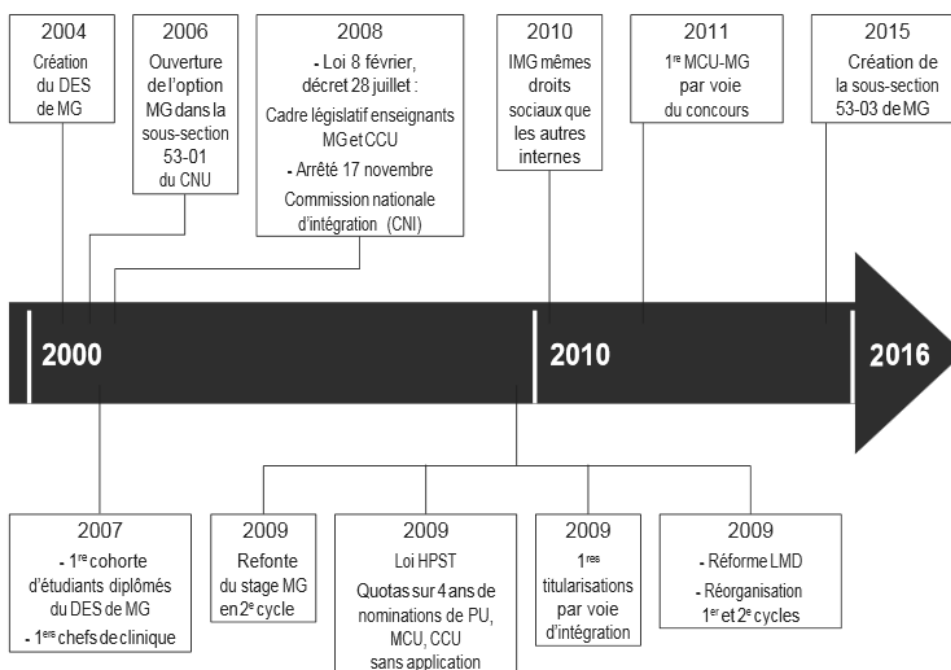 2004
Création
du DES
de MG
2006
Ouverture
de l'option
MG dans la
sous-section
53-01
du CNU
2008
- Loi 8 février,
décret 28 juillet :
Cadre législatif enseignants
MG et CCU
- Arrêté 17 novembre
Commission nationale
d'intégration (CNI)
2010
IMG mêmes
droits
sociaux que
les autres
internes
2011
1re MCU-MG
par voie
du concours
2015
Création de
la sous-section
53-03 de MG
2000
2010
2016
2007
- 1re cohorte
d'étudiants diplômés
du DES de MG
- 1ers chefs de clinique
2009
Refonte
du stage MG
en 2e cycle
2009
Loi HPST
Quotas sur 4 ans de
nominations de PU,
MCU, CCU
sans application
2009
1res
titularisations
par voie
d'intégration
2009
- Réforme LMD
- Réorganisation
1er et 2e cycles